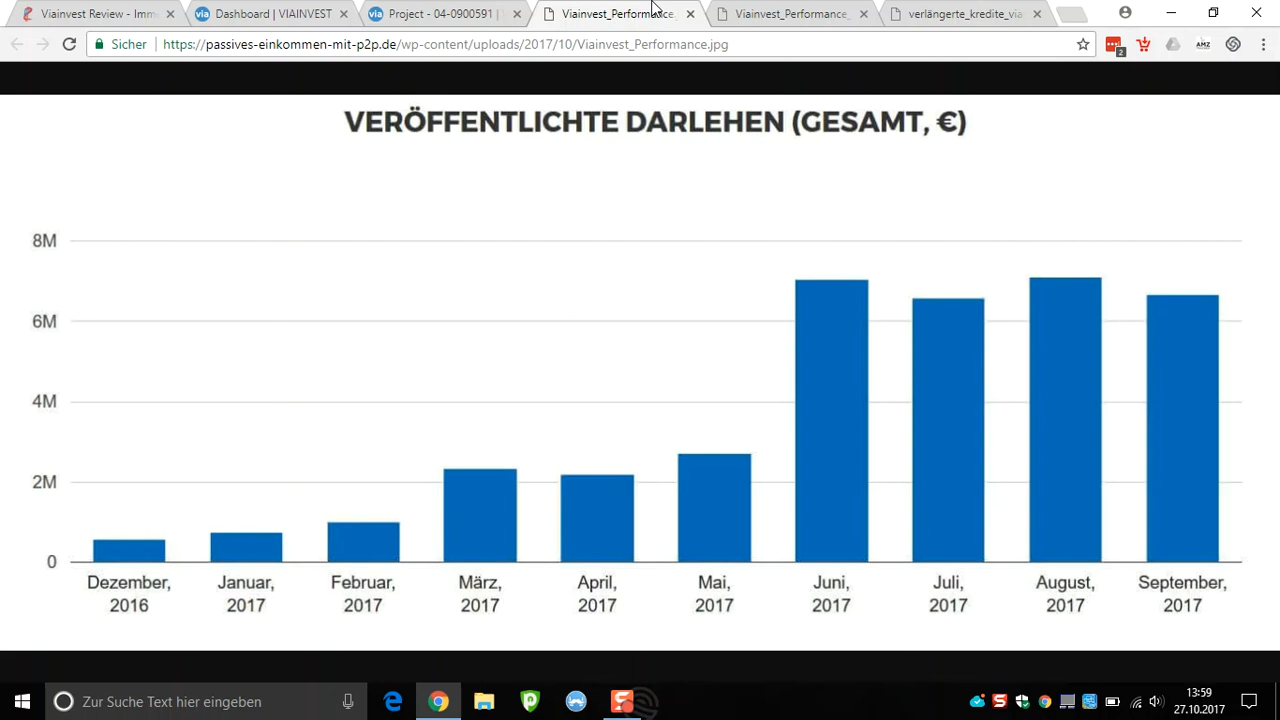 Viainvest Review - Imm
Dashboard | VIAINVEST
Project - 04-0900591 |
Viainvest_Performance
Viainvest_Performance_
verlängerte_kredite_via
Sicher
https://passives-einkommen-mit-p2p.de/wp-content/uploads/2017/10/Viainvest_Performance.jpg
2
AMZ
VERÖFFENTLICHTE DARLEHEN (GESAMT, €)
8M
6M
4M
2M
0
Dezember, 2016
Januar, 2017
Februar, 2017
März, 2017
April, 2017
Mai, 2017
Juni, 2017
Juli, 2017
August, 2017
September, 2017
Zur Suche Text hier eingeben
13:59
27.10.2017